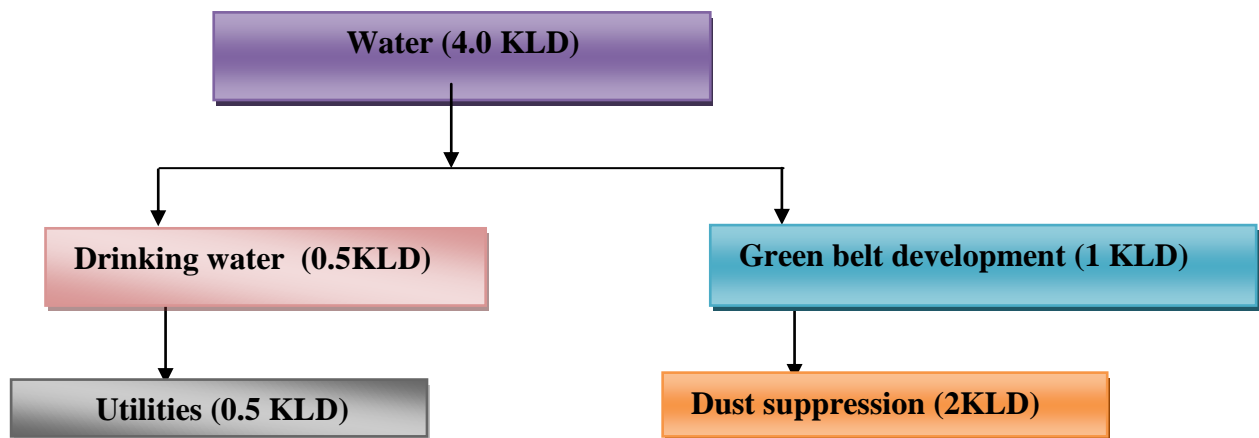 Water (4.0 KLD)
Drinking water (0.5KLD)
Green belt development (1 KLD)
Utilities (0.5 KLD)
Dust suppression (2KLD)